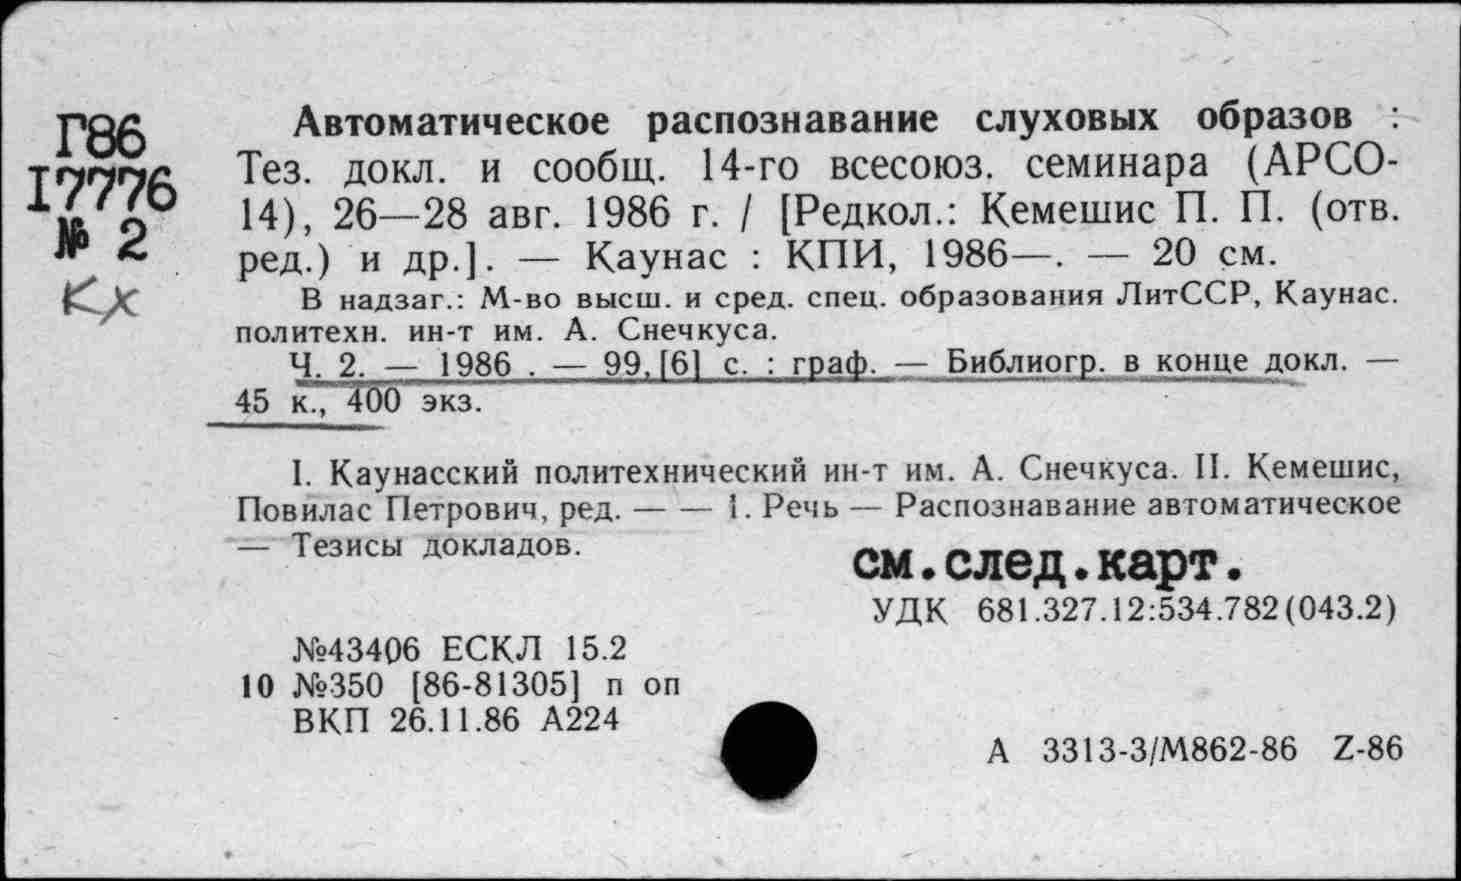 Г86
I7776
№ 2
Кх
Автоматическое распознавание слуховых образов :
Тез. докл. и сообщ. 14-го всесоюз. семинара (АРСО-
14), 26—28 авг. 1986 г. / [Редкол.: Кемешис П. П. (отв.
ред.) и др.]. — Каунас : КПИ, 1986—. — 20 см.
В надзаг.: М-во высш. и сред. спец. образования ЛитССР, Каунас.
политехн. ин-т им. А. Снечкуса.
Ч. 2. — 1986 . — 99, [6] с. : граф. — Библиогр. в конце докл. —
45 к., 400 экз.
I. Каунасский политехнический ин-т им. А. Снечкуса. II. Кемешис,
Повилас Петрович, ред. — — 1. Речь — Распознавание автоматическое
— Тезисы докладов.
см.след.карт.
УДК 681.327.12:534.782(043.2)
№43406 ЕСКЛ 15.2
10 №350 [86-81305] п оп
ВКП 26.11.86 А224
А 3313-3/М862-86 Z-86